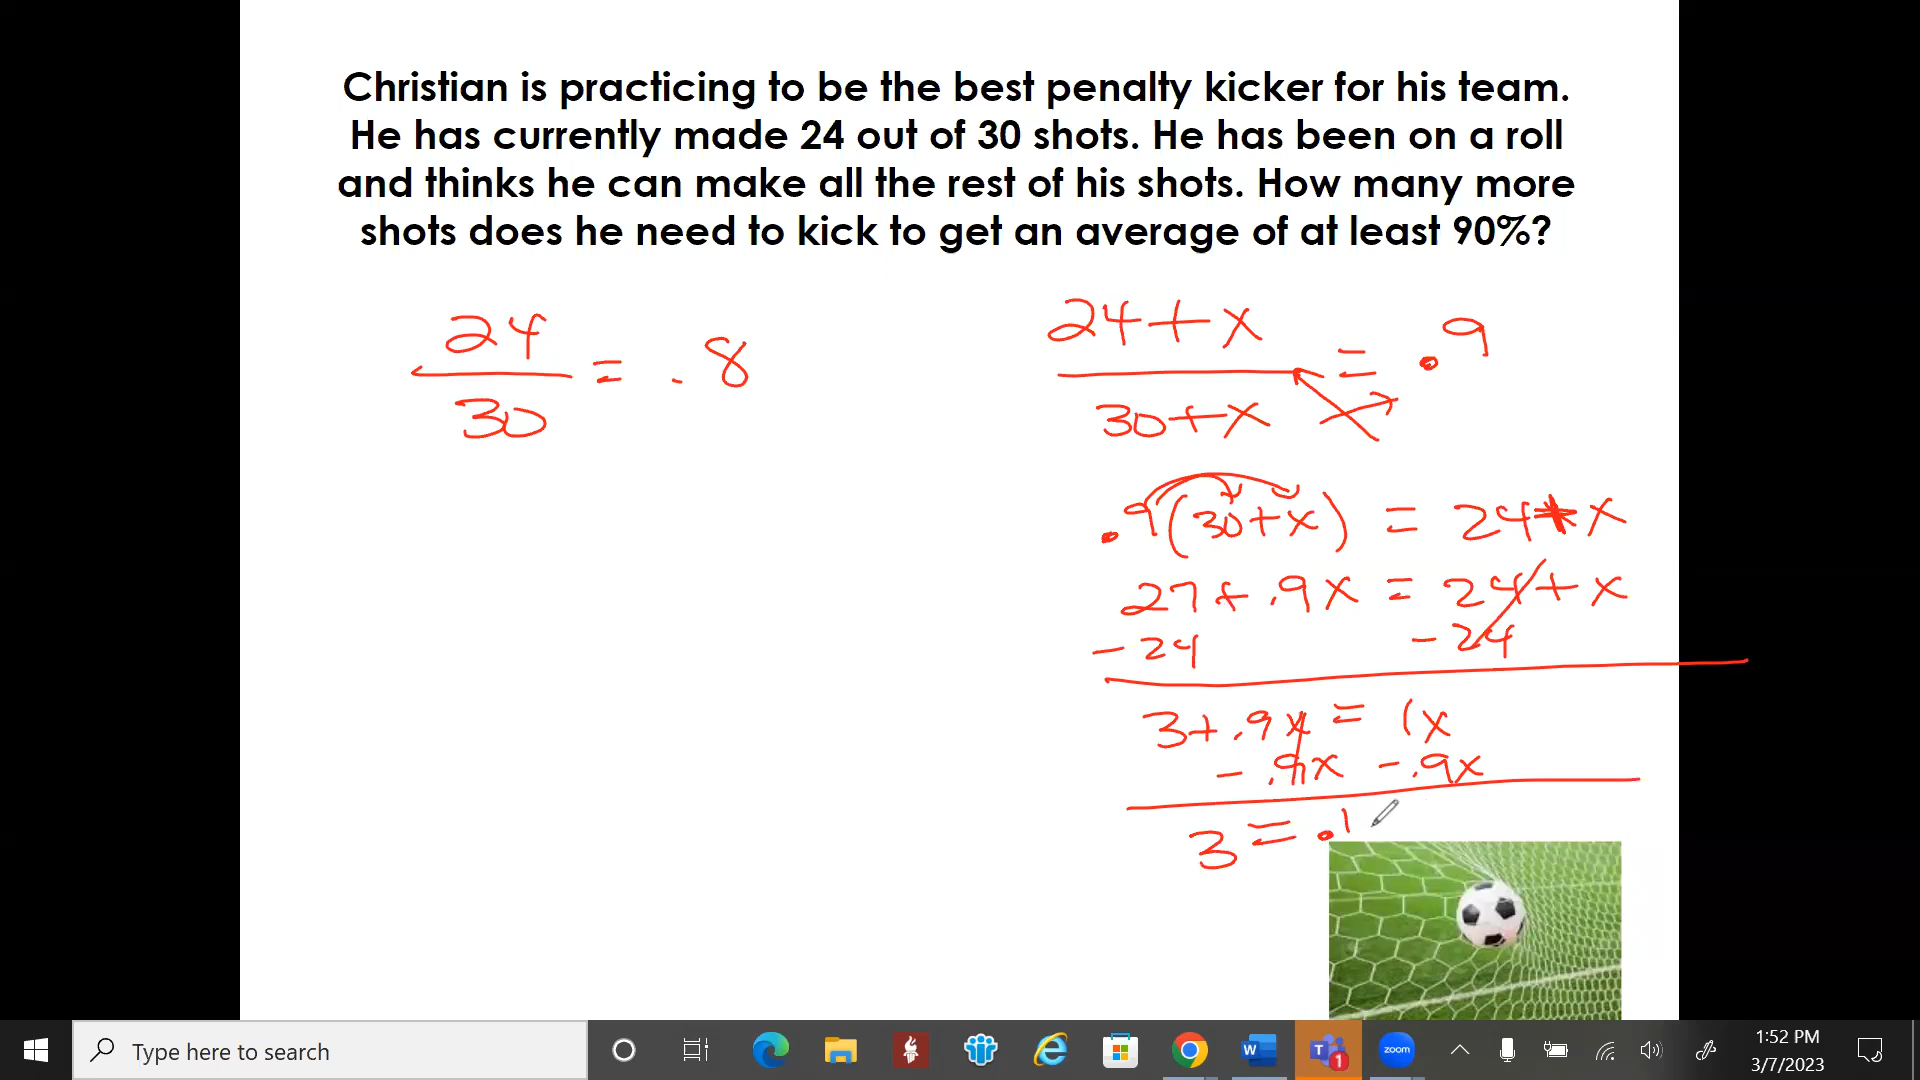 Christian is practicing to be the best penalty kicker for his team.
He has currently made 24 out of 30 shots. He has been on a roll
and thinks he can make all the rest of his shots. How many more
shots does he need to kick to get an average of at least 90%?
24/30 = .8
24+x/30+x = .9
.9(30+x) = 24+x
27+.9x = 24+x
-24 -24
3+.9x = 1x
-.9x -.9x
3 = .1
Type here to search
W
T
1
zoom
1:52 PM
3/7/2023